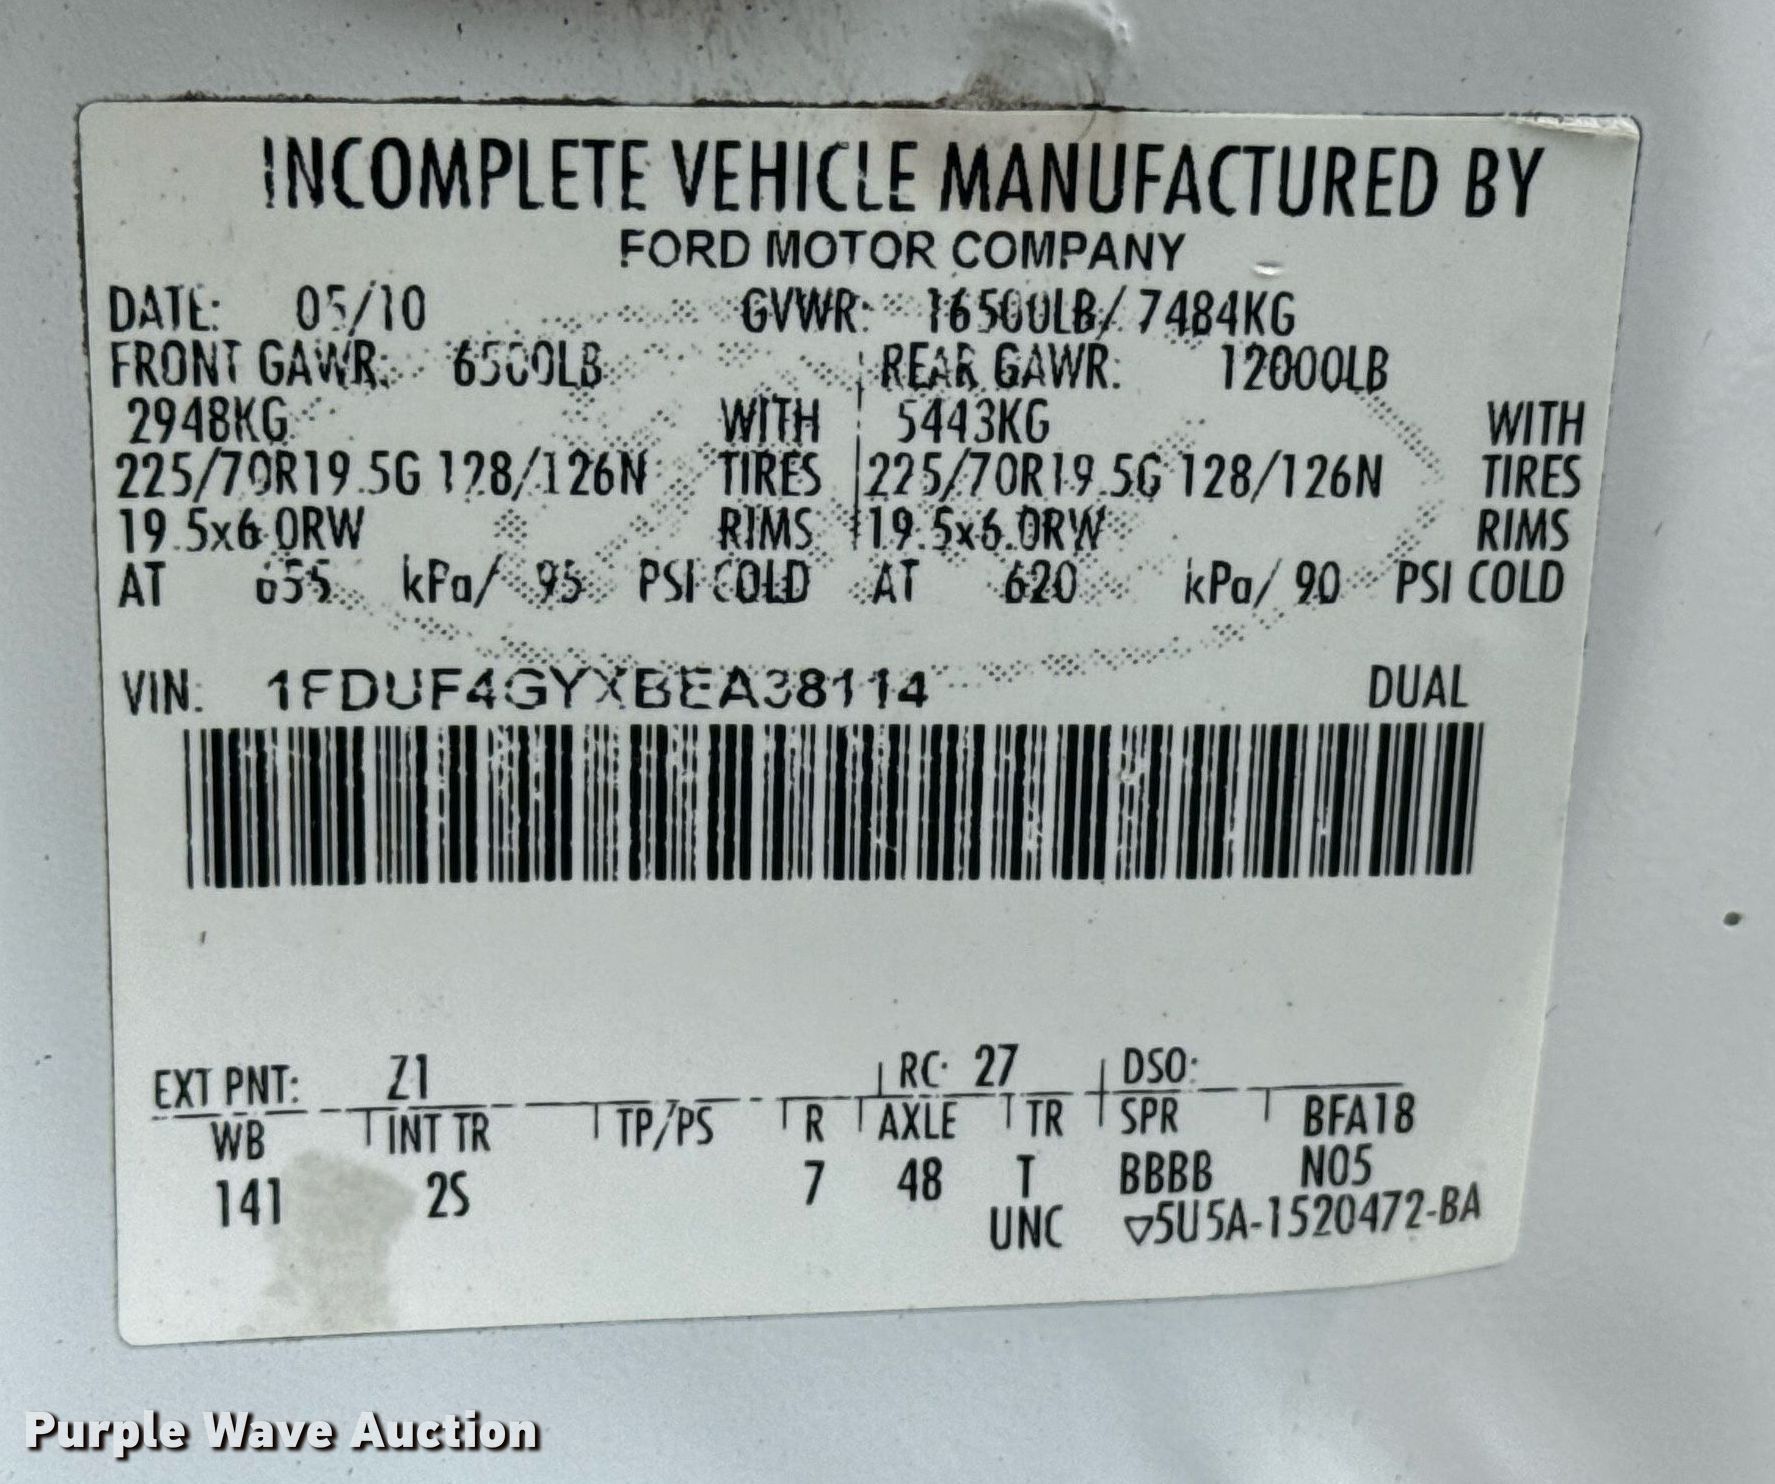 INCOMPLETE VEHICLE MANUFACTURED BY
FORD MOTOR COMPANY
DATE: 05/10 GVWR: 16500LB/ 7484KG
FRONT GAWR: 6500LB REAR GAWR: 12000LB
2948KG WITH 5443KG WITH
225/70R19.5G 128/126N TIRES 225/70R19.5G 128/126N TIRES
19.5x6.0RW RIMS 19.5x6.0RW RIMS
AT 655 kPa/ 95 PSI COLD AT 620 kPa/ 90 PSI COLD
VIN: 1FDUF4GYXBEA38114 DUAL
EXT PNT: Z1 RC: 27 DSO:
WB INT TR TP/PS R AXLE TR SPR BFA18
141 2S 7 48 T BBBB N05
UNC ▽5U5A-1520472-BA
Purple Wave Auction